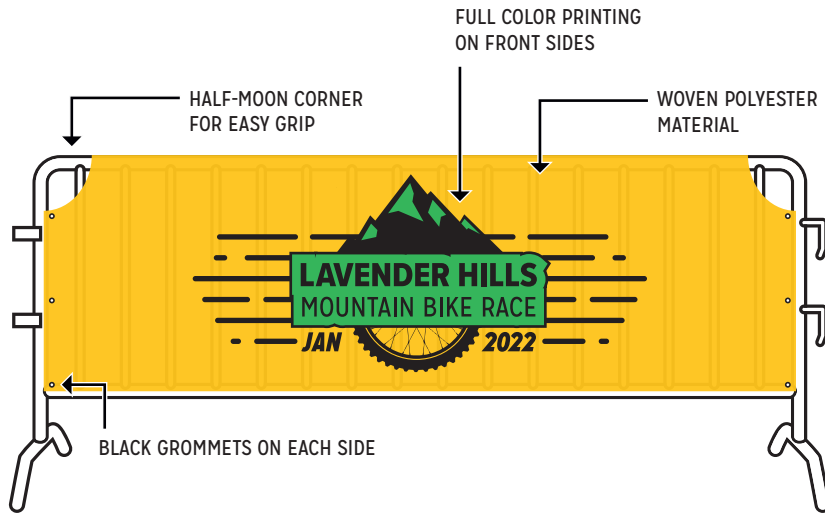 FULL COLOR PRINTING
ON FRONT SIDES
HALF-MOON CORNER
FOR EASY GRIP
WOVEN POLYESTER
MATERIAL
LAVENDER HILLS
MOUNTAIN BIKE RACE
JAN 2022
BLACK GROMMETS ON EACH SIDE